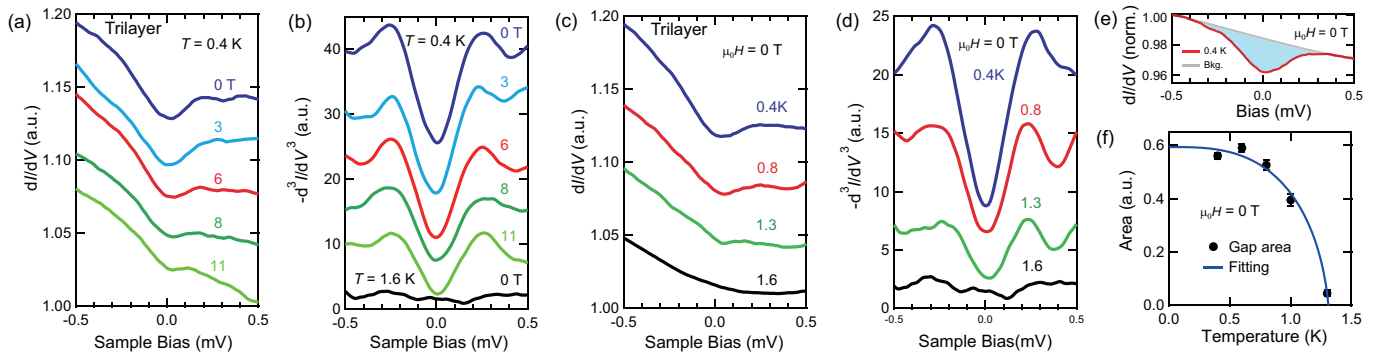 (a)
Trilayer
T = 0.4 K
0 T
3
6
8
11
1.20
1.15
1.10
1.05
1.00
dI/dV (a.u.)
-0.5
0.0
0.5
Sample Bias (mV)
(b)
T = 0.4 K
0 T
3
6
8
11
T = 1.6 K
0 T
40
30
20
10
0
-d³I/dV³ (a.u.)
-0.5
0.0
0.5
Sample Bias (mV)
(c)
Trilayer
μ₀H = 0 T
0.4K
0.8
1.3
1.6
1.20
1.15
1.10
1.05
1.00
dI/dV (a.u.)
-0.5
0.0
0.5
Sample Bias (mV)
(d)
μ₀H = 0 T
0.4K
0.8
1.3
1.6
25
20
15
10
5
0
-d³I/dV³ (a.u.)
-0.5
0.0
0.5
Sample Bias(mV)
(e)
μ₀H = 0 T
0.4 K
Bkg.
1.00
0.98
0.96
dI/dV (norm.)
-0.5
0.0
0.5
Bias (mV)
(f)
μ₀H = 0 T
Gap area
Fitting
0.6
0.4
0.2
0.0
Area (a.u.)
0.0
0.5
1.0
1.5
Temperature (K)